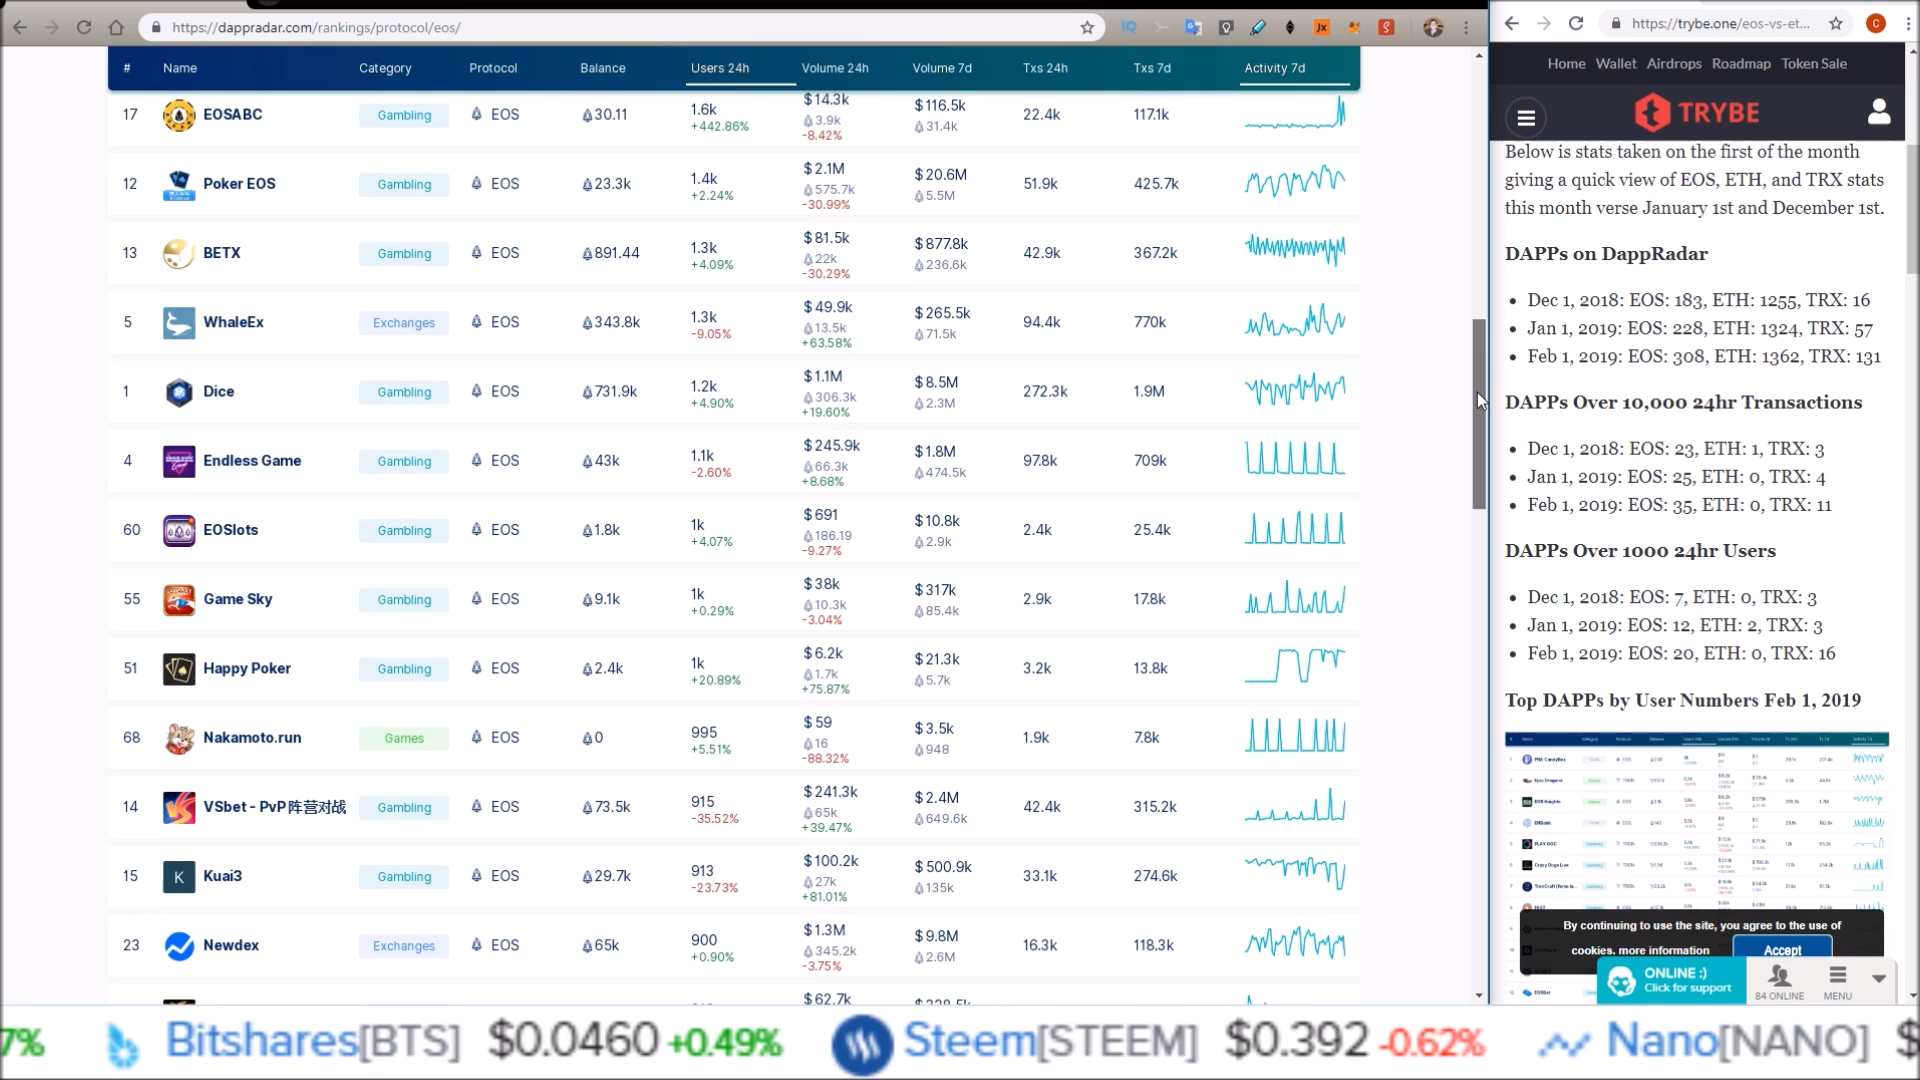 https://dappradar.com/rankings/protocol/eos/
# Name Category Protocol Balance Users 24h Volume 24h Volume 7d Txs 24h Txs 7d Activity 7d
17 EOSABC Gambling EOS 30.11 1.6k +442.86% $14.3k 3.9k -8.42% $116.5k 31.4k 22.4k 117.1k
12 Poker EOS Gambling EOS 23.3k 1.4k +2.24% $2.1M 575.7k -30.99% $20.6M 5.5M 51.9k 425.7k
13 BETX Gambling EOS 891.44 1.3k +4.09% $81.5k 22k -30.29% $877.8k 236.6k 42.9k 367.2k
5 WhaleEx Exchanges EOS 343.8k 1.3k -9.05% $49.9k 13.5k +63.58% $265.5k 71.5k 94.4k 770k
1 Dice Gambling EOS 731.9k 1.2k +4.90% $1.1M 306.3k +19.60% $8.5M 2.3M 272.3k 1.9M
4 Endless Game Gambling EOS 43k 1.1k -2.60% $245.9k 66.3k +8.68% $1.8M 474.5k 97.8k 709k
60 EOSlots Gambling EOS 1.8k 1k +4.07% $691 186.19 -9.27% $10.8k 2.9k 2.4k 25.4k
55 Game Sky Gambling EOS 9.1k 1k +0.29% $38k 10.3k -3.04% $317k 85.4k 2.9k 17.8k
51 Happy Poker Gambling EOS 2.4k 1k +20.89% $6.2k 1.7k +75.87% $21.3k 5.7k 3.2k 13.8k
68 Nakamoto.run Games EOS 0 995 +5.51% $59 16 -88.32% $3.5k 948 1.9k 7.8k
14 VSbet - PvP阵营对战 Gambling EOS 73.5k 915 -35.52% $241.3k 65k +39.47% $2.4M 649.6k 42.4k 315.2k
15 K Kuai3 Gambling EOS 29.7k 913 -23.73% $100.2k 27k +81.01% $500.9k 135k 33.1k 274.6k
23 Newdex Exchanges EOS 65k 900 +0.90% $1.3M 345.2k -3.75% $9.8M 2.6M 16.3k 118.3k
$62.7k
https://trybe.one/eos-vs-et...
Home Wallet Airdrops Roadmap Token Sale
TRYBE
Below is stats taken on the first of the month
giving a quick view of EOS, ETH, and TRX stats
this month verse January 1st and December 1st.
DAPPs on DappRadar
• Dec 1, 2018: EOS: 183, ETH: 1255, TRX: 16
• Jan 1, 2019: EOS: 228, ETH: 1324, TRX: 57
• Feb 1, 2019: EOS: 308, ETH: 1362, TRX: 131
DAPPs Over 10,000 24hr Transactions
• Dec 1, 2018: EOS: 23, ETH: 1, TRX: 3
• Jan 1, 2019: EOS: 25, ETH: 0, TRX: 4
• Feb 1, 2019: EOS: 35, ETH: 0, TRX: 11
DAPPs Over 1000 24hr Users
• Dec 1, 2018: EOS: 7, ETH: 0, TRX: 3
• Jan 1, 2019: EOS: 12, ETH: 2, TRX: 3
• Feb 1, 2019: EOS: 20, ETH: 0, TRX: 16
Top DAPPs by User Numbers Feb 1, 2019
By continuing to use the site, you agree to the use of
cookies. more information Accept
ONLINE :)
Click for support
84 ONLINE MENU
7% Bitshares[BTS] $0.0460 +0.49% Steem[STEEM] $0.392 -0.62% Nano[NANO] $